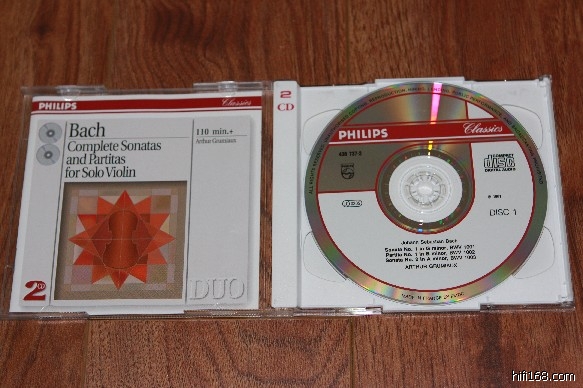 PHILIPS
Classics
Bach
Complete Sonatas
and Partitas
for Solo Violin
110 min.+
Arthur Grumiaux
2 CD
DUO
2
CD
PHILIPS
Classics
COMPACT
disc
DIGITAL AUDIO
DISC 1
Johann Sebastian Bach
Sonata No. 1 in G minor, BWV 1001
Partita No. 1 in B minor, BWV 1002
Sonata No. 2 in A minor, BWV 1003
ARTHUR GRUMIAUX
hifi168.com